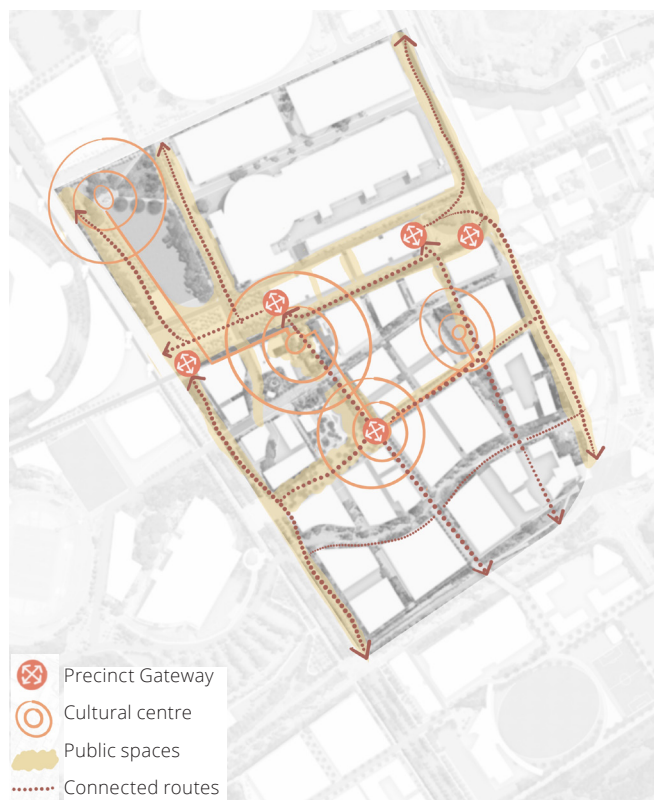 Precinct Gateway
Cultural centre
Public spaces
Connected routes